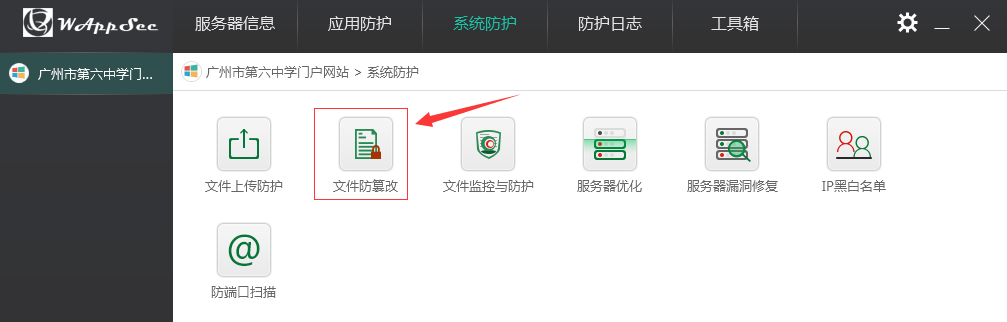 WAppSec
服务器信息
应用防护
系统防护
防护日志
工具箱
广州市第六中学门...
广州市第六中学门户网站 > 系统防护
文件上传防护
文件防篡改
文件监控与防护
服务器优化
服务器漏洞修复
IP黑白名单
@
防端口扫描